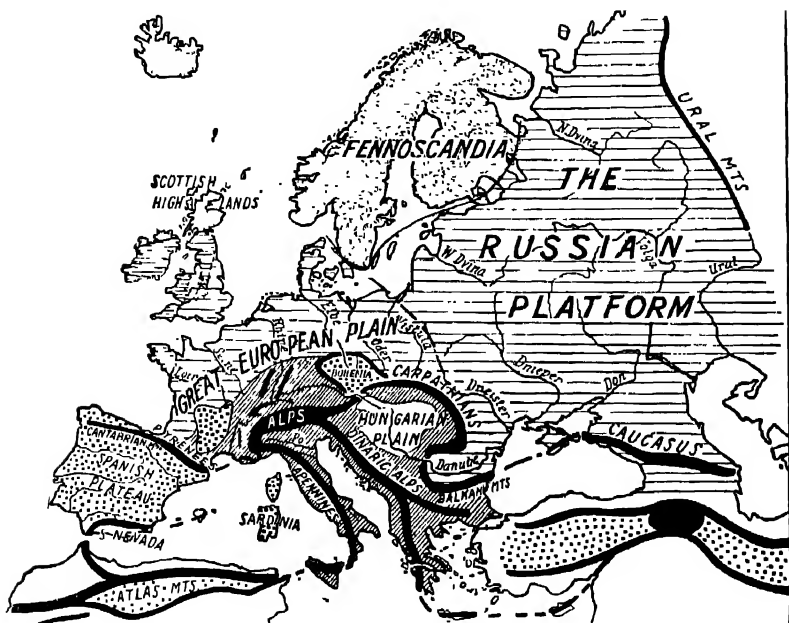 URAL MTS
N. Dvina
FENNOSCANDIA
THE
SCOTTISH
HIGHLANDS
RUSSIAN
Volga
W. Dvina
Ural
PLATFORM
Elbe
Vistula
GREAT EUROPEAN PLAIN
Oder
Dnieper
BOHEMIA
CARPATHIANS
Don
Loire
Dniester
ALPS
HUNGARIAN
PLAIN
CAUCASUS
CANTABRIAN
Po
DINARIC ALPS
Danube
SPANISH
PLATEAU
APENNINES
BALKAN MTS
SARDINIA
S. NEVADA
ATLAS MTS.